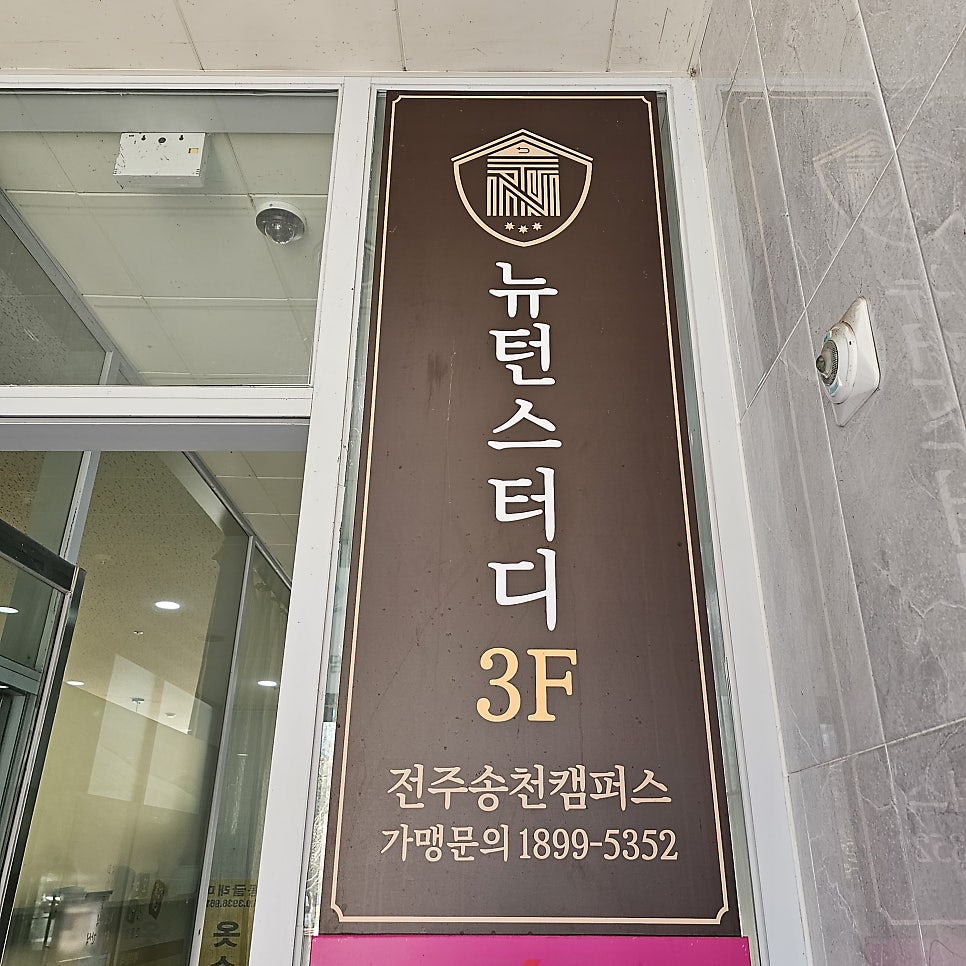 뉴턴스터디
3F
전주송천캠퍼스
가맹문의 1899-5352